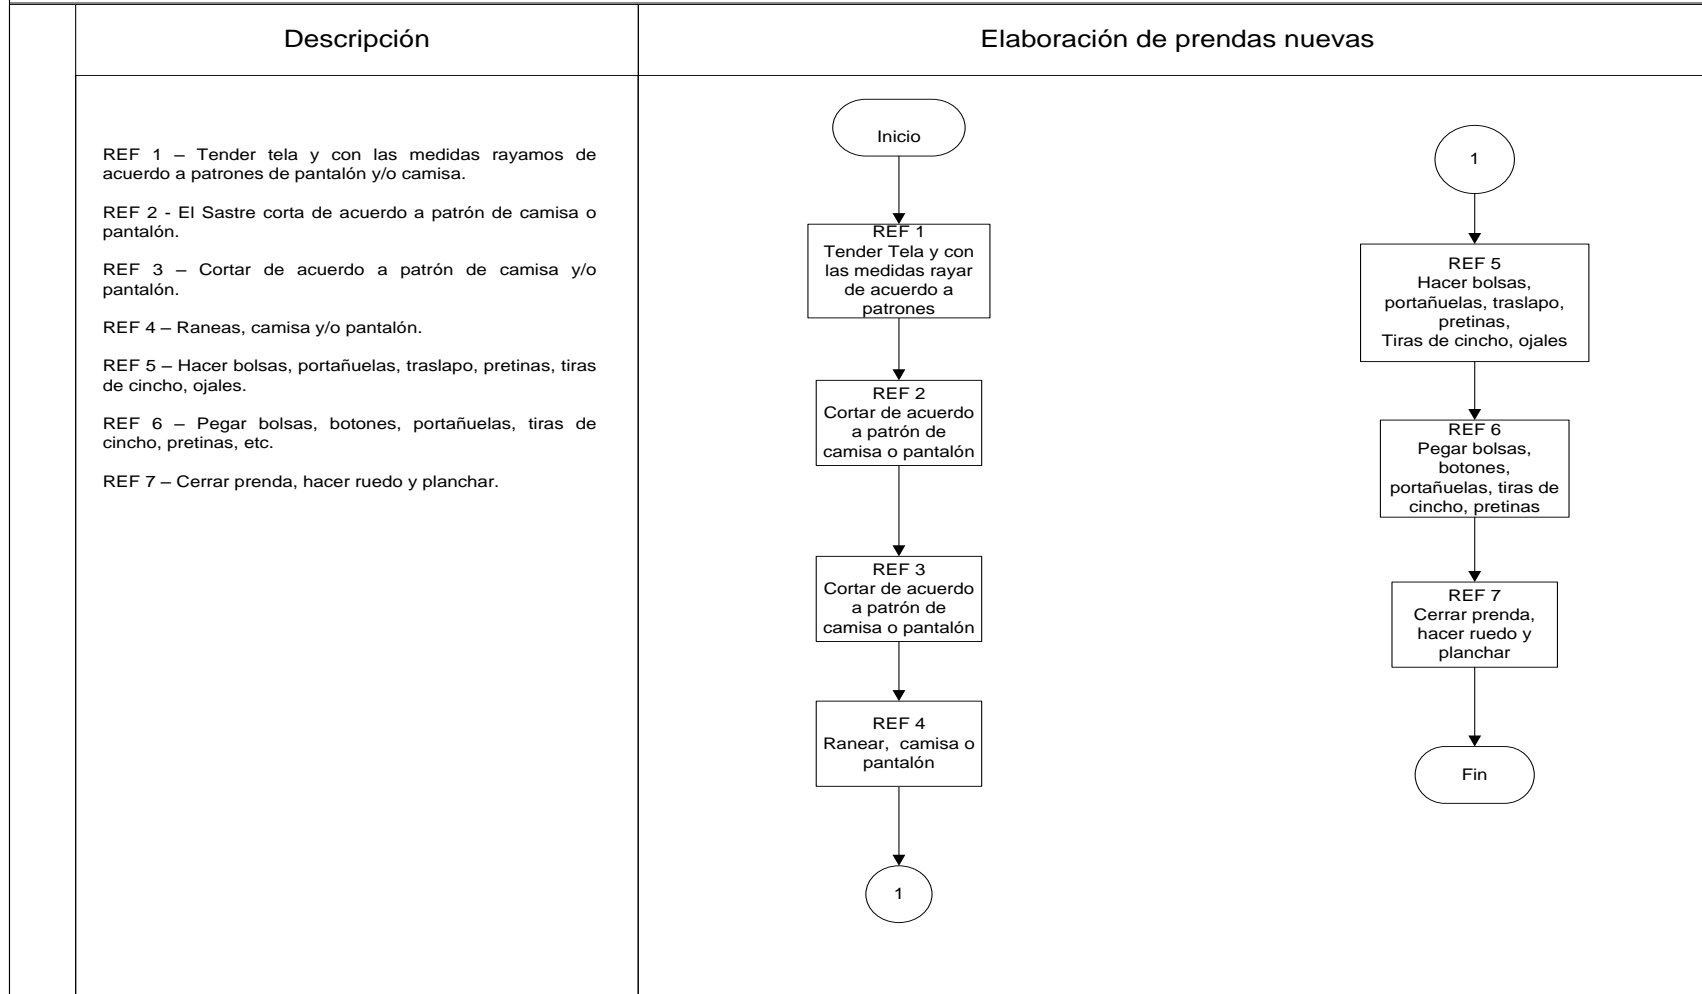 Descripción
Elaboración de prendas nuevas
REF 1 – Tender tela y con las medidas rayamos de
acuerdo a patrones de pantalón y/o camisa.
REF 2 - El Sastre corta de acuerdo a patrón de camisa o
pantalón.
REF 3 – Cortar de acuerdo a patrón de camisa y/o
pantalón.
REF 4 – Raneas, camisa y/o pantalón.
REF 5 – Hacer bolsas, portañuelas, traslapo, pretinas, tiras
de cincho, ojales.
REF 6 – Pegar bolsas, botones, portañuelas, tiras de
cincho, pretinas, etc.
REF 7 – Cerrar prenda, hacer ruedo y planchar.
Inicio
REF 1
Tender Tela y con
las medidas rayar
de acuerdo a
patrones
REF 2
Cortar de acuerdo
a patrón de
camisa o pantalón
REF 3
Cortar de acuerdo
a patrón de
camisa o pantalón
REF 4
Ranear, camisa o
pantalón
1
1
REF 5
Hacer bolsas,
portañuelas, traslapo,
pretinas,
Tiras de cincho, ojales
REF 6
Pegar bolsas,
botones,
portañuelas, tiras de
cincho, pretinas
REF 7
Cerrar prenda,
hacer ruedo y
planchar
Fin